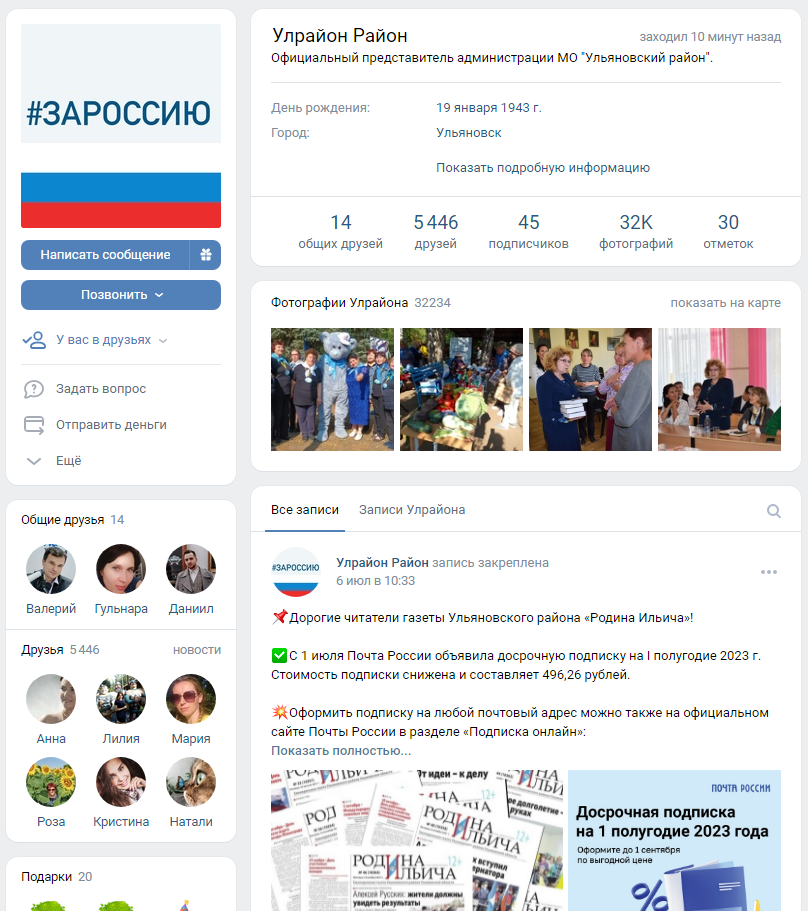 #ЗАРОССИЮ
Написать сообщение
Позвонить
У вас в друзьях
Задать вопрос
Отправить деньги
Ещё
Общие друзья 14
Валерий Гульнара Даниил
Друзья 5 446 новости
Анна Лилия Мария
Роза Кристина Натали
Подарки 20
Улрайон Район заходил 10 минут назад
Официальный представитель администрации МО "Ульяновский район".
День рождения: 19 января 1943 г.
Город: Ульяновск
Показать подробную информацию
14 5 446 45 32K 30
общих друзей друзей подписчиков фотографий отметок
Фотографии Улрайона 32234 показать на карте
Все записи Записи Улрайона
#ЗАРОССИЮ
Улрайон Район запись закреплена
6 июл в 10:33
📌Дорогие читатели газеты Ульяновского района «Родина Ильича»!
✅С 1 июля Почта России объявила досрочную подписку на I полугодие 2023 г.
Стоимость подписки снижена и составляет 496,26 рублей.
💥Оформить подписку на любой почтовый адрес можно также на официальном
сайте Почты России в разделе «Подписка онлайн»:
Показать полностью...
От идеи – к делу
РОДИНА
ИЛЬИЧА
12+
РОДИНА
ИЛЬИЧА 12+
Алексей Русских: жители должны
увидеть результаты
ПОЧТА РОССИИ
Досрочная подписка
на 1 полугодие 2023 года
Оформите до 1 сентября
по выгодной цене
%